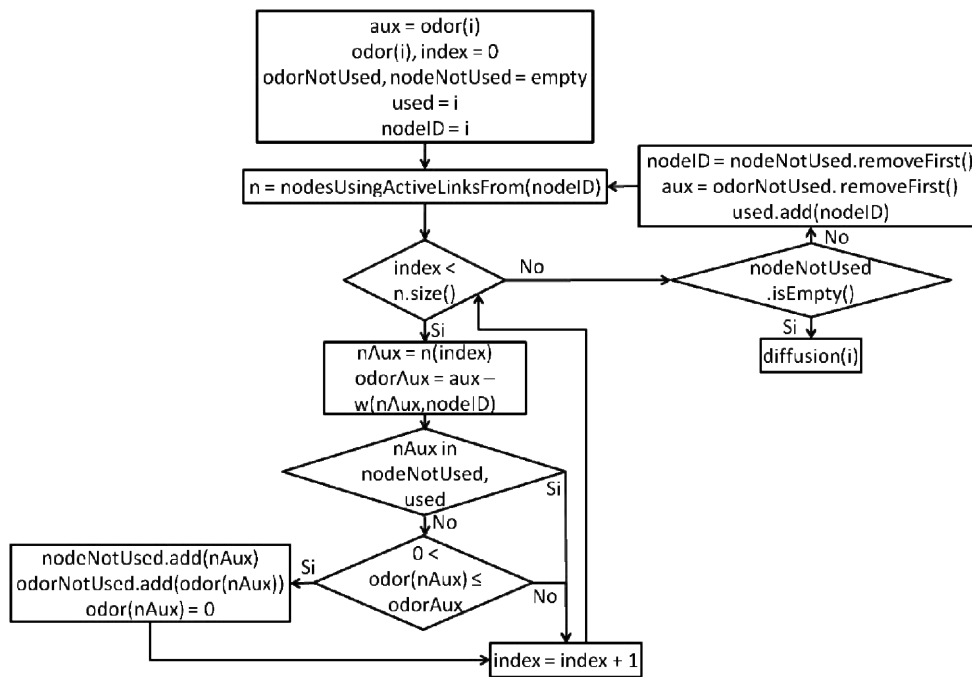 aux = odor(i)
odor(i), index = 0
odorNotUsed, nodeNotUsed = empty
used = i
nodeID = i
n = nodesUsingActiveLinksFrom(nodeID)
nodeID = nodeNotUsed.removeFirst()
aux = odorNotUsed. removeFirst()
used.add(nodeID)
No
index <
n.size()
No
nodeNotUsed
.isEmpty()
Si
Si
diffusion(i)
nAux = n(index)
odorAux = aux –
w(nAux,nodeID)
nAux in
nodeNotUsed,
used
Si
No
0 <
odor(nAux) ≤
odorAux
Si
No
nodeNotUsed.add(nAux)
odorNotUsed.add(odor(nAux))
odor(nAux) = 0
index = index + 1